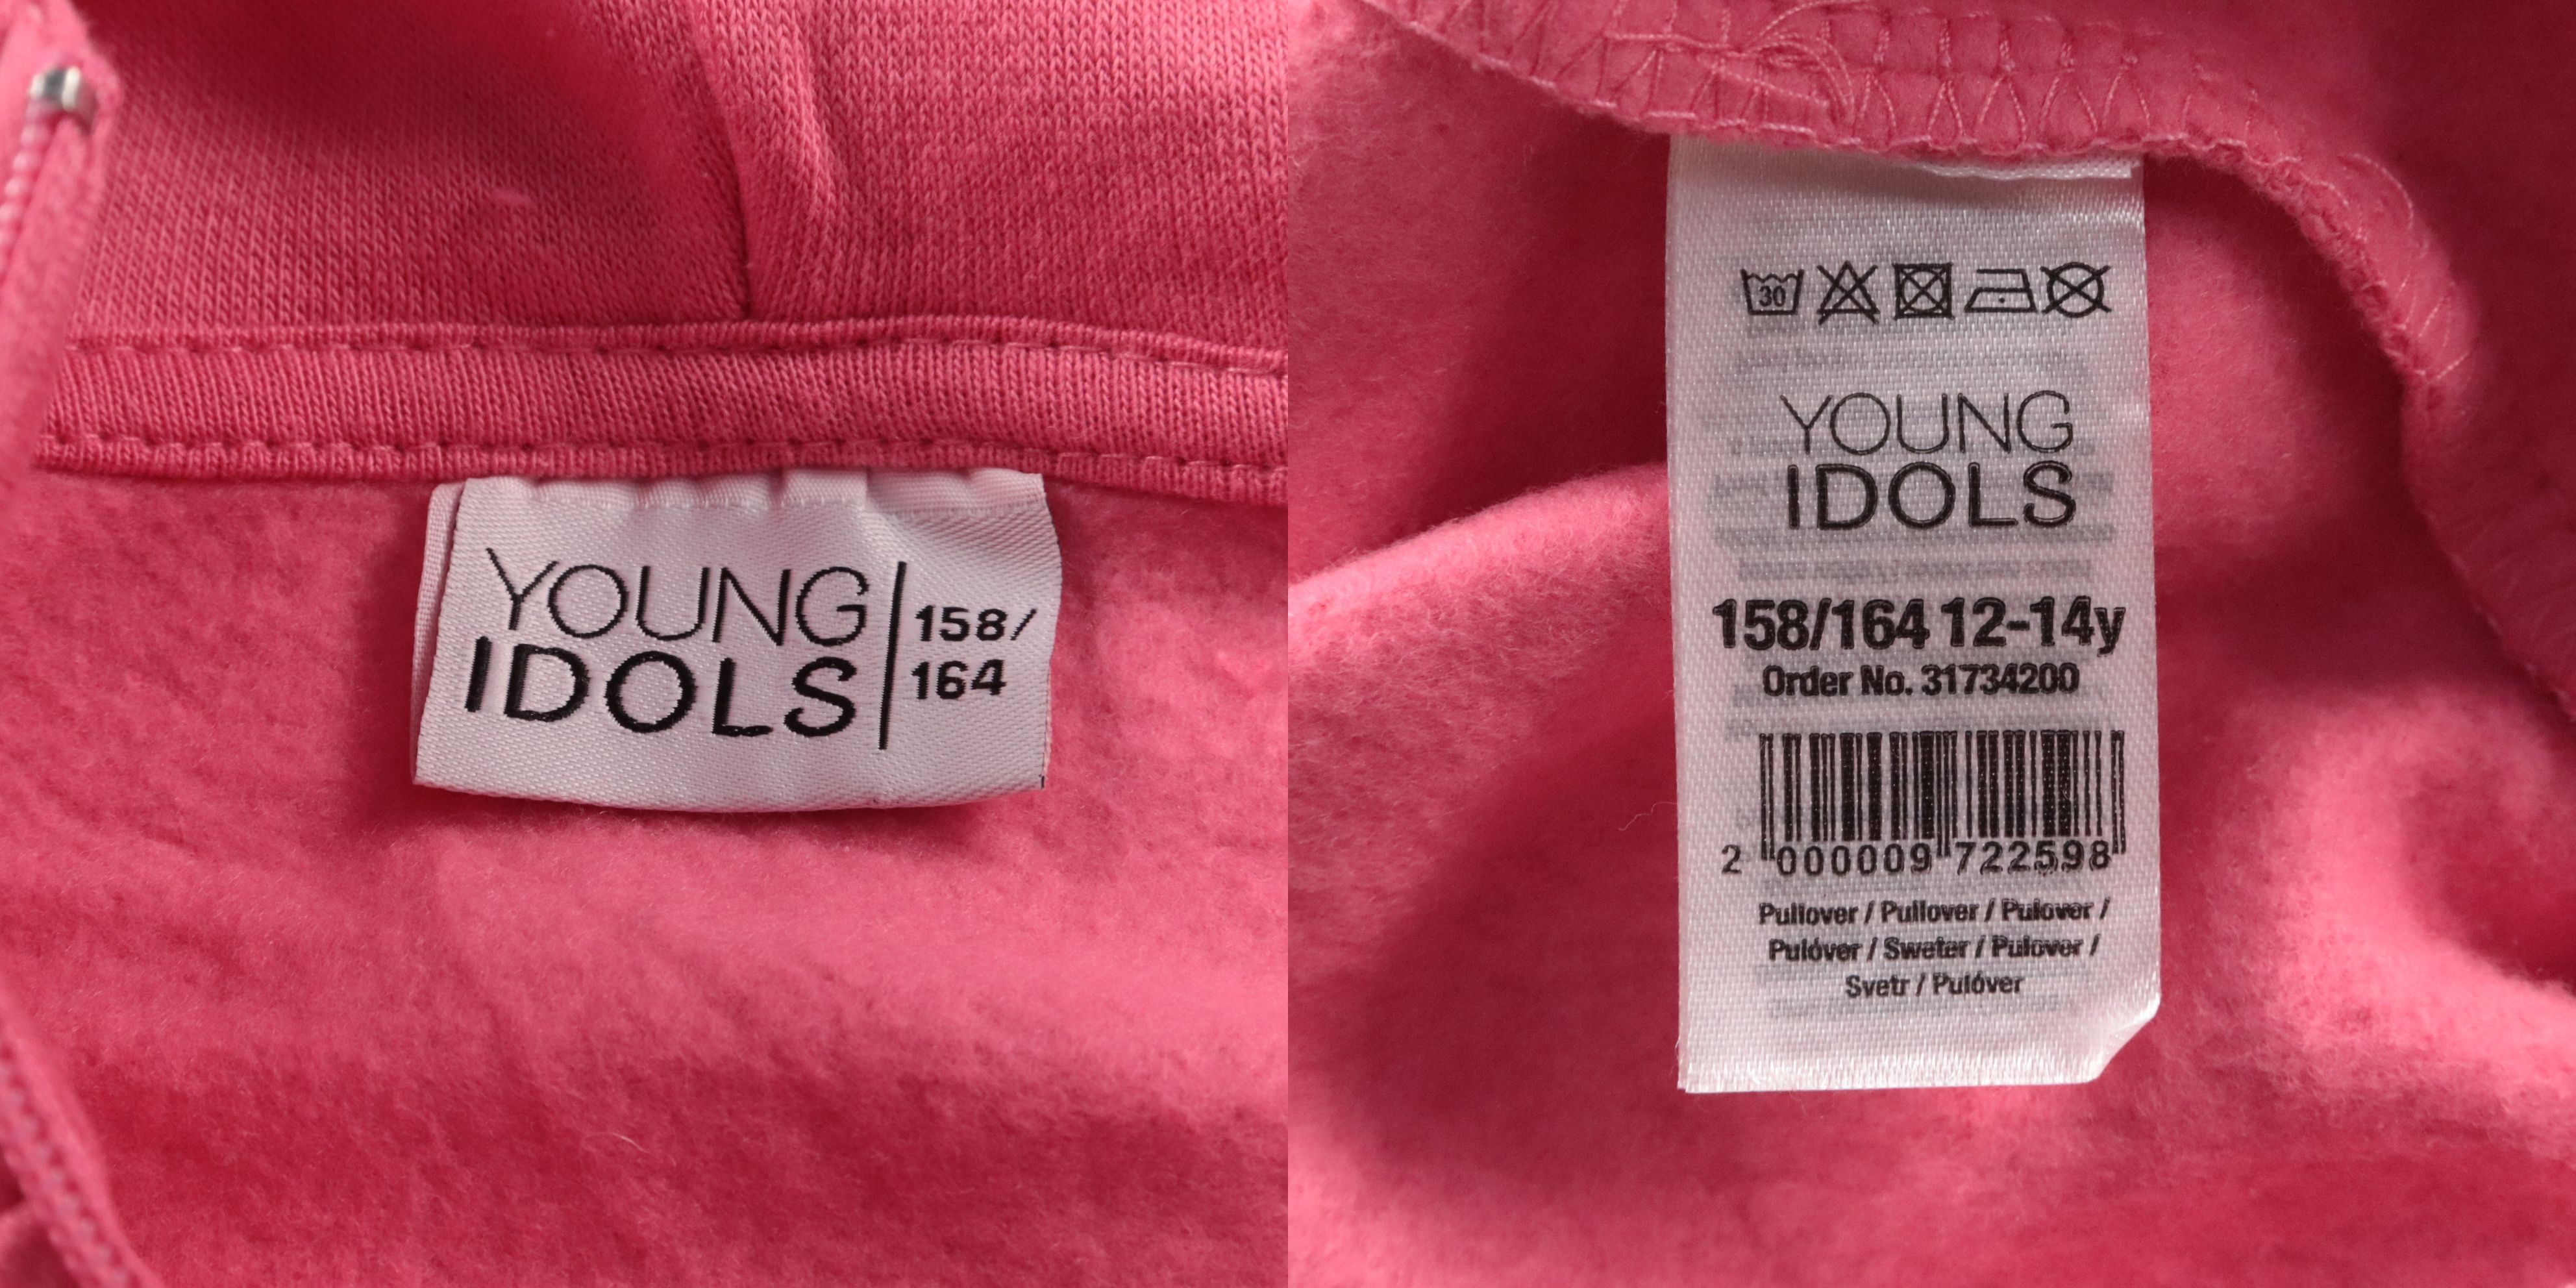 YOUNG
IDOLS
158/
164
30
YOUNG
IDOLS
158/164 12-14y
Order No. 31734200
2 000009 722598
Pullover / Pullover / Pulover /
Pulóver / Sweter / Pulover /
Svetr / Pulóver